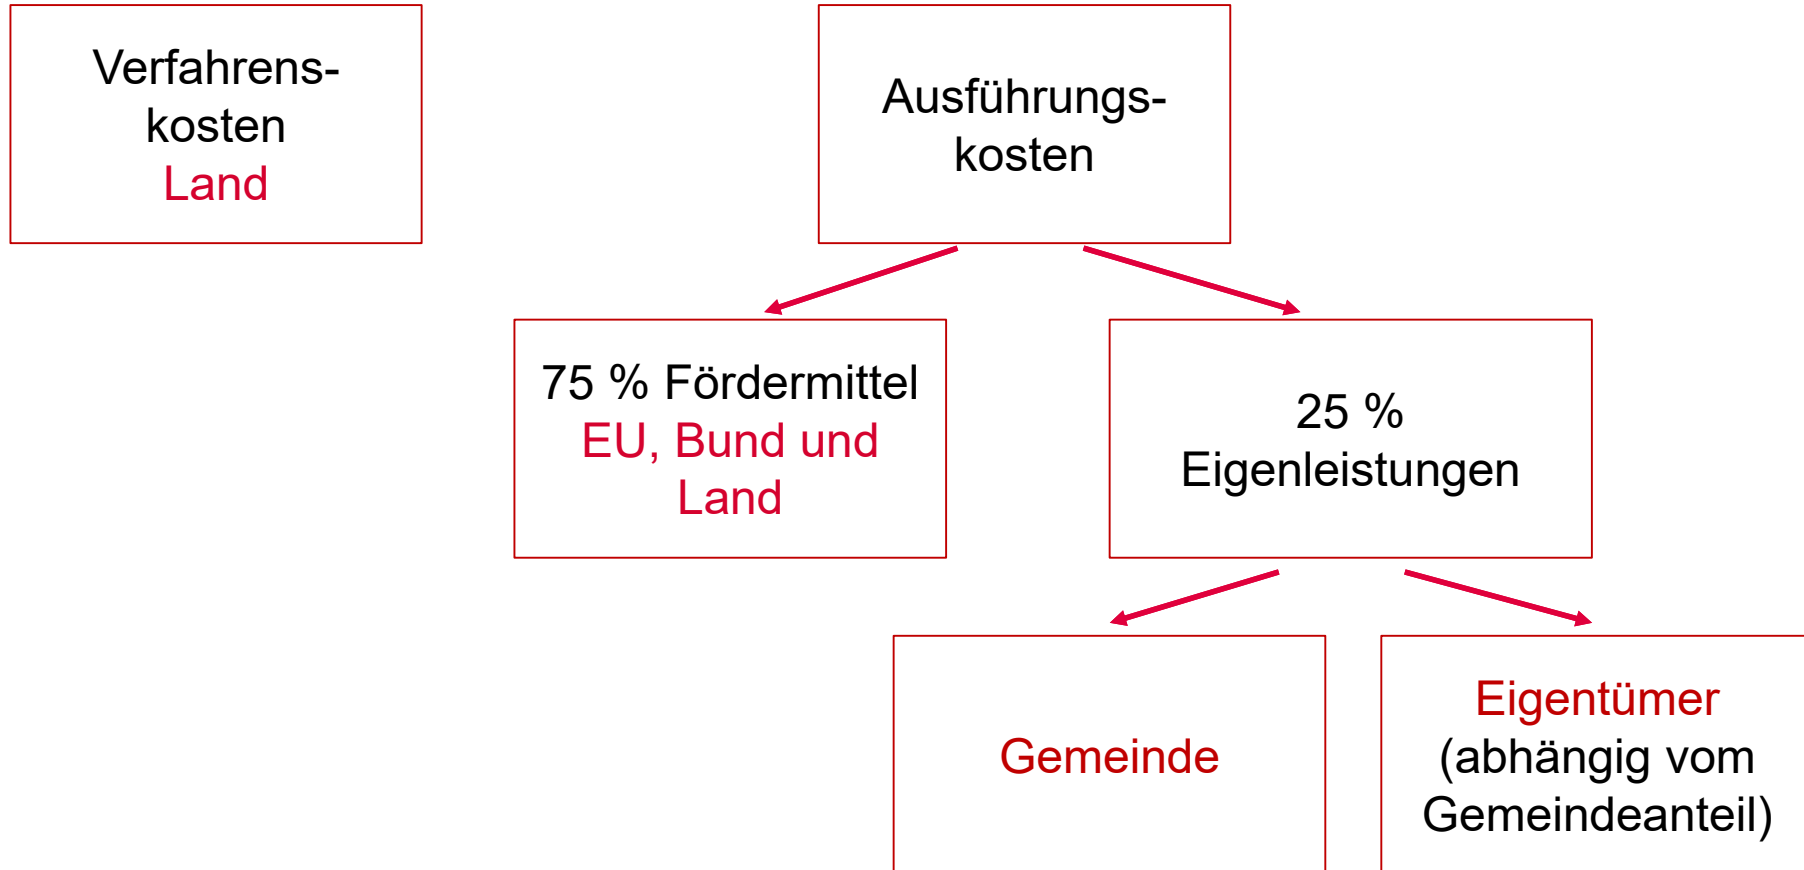 Verfahrens-
kosten
Land
Ausführungs-
kosten
75 % Fördermittel
EU, Bund und
Land
25 %
Eigenleistungen
Gemeinde
Eigentümer
(abhängig vom
Gemeindeanteil)